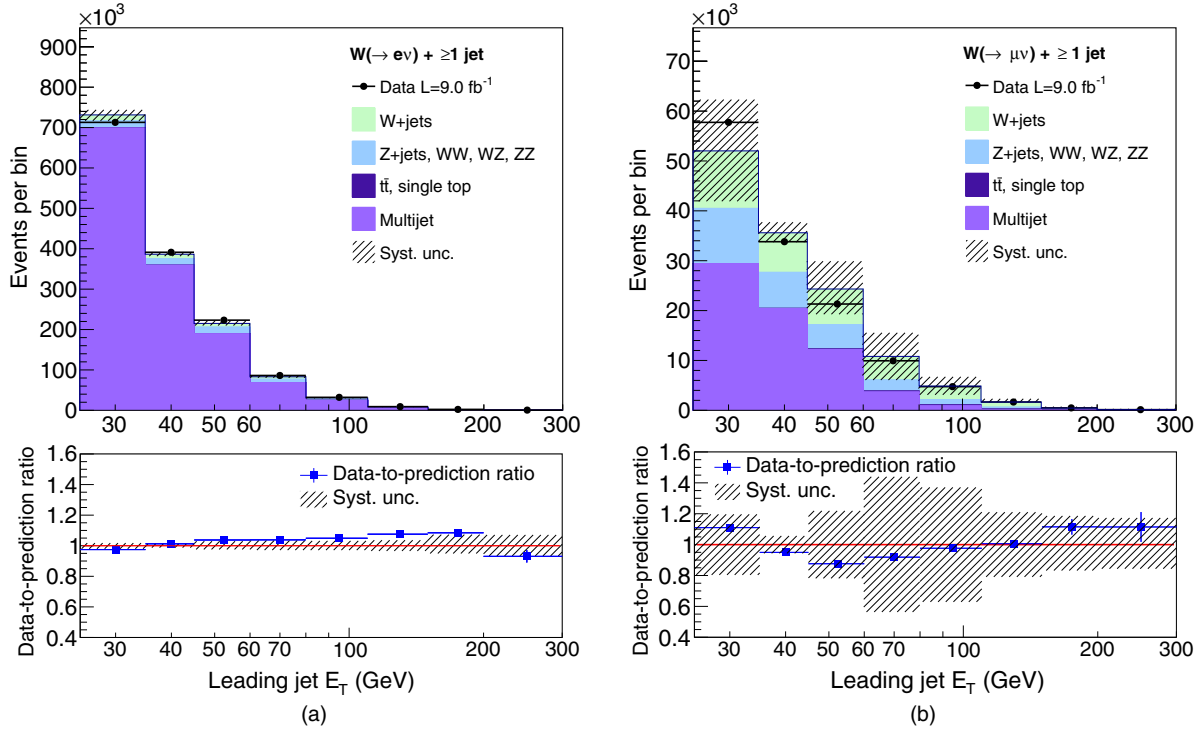 ×10³
900
800
700
600
500
400
300
200
100
0
Events per bin
W(→ eν) + ≥1 jet
Data L=9.0 fb⁻¹
W+jets
Z+jets, WW, WZ, ZZ
tt̄, single top
Multijet
Syst. unc.
30 40 50 60 70 100 200 300
1.6
1.4
1.2
1
0.8
0.6
0.4
Data-to-prediction ratio
Data-to-prediction ratio
Syst. unc.
30 40 50 60 70 100 200 300
Leading jet E_T (GeV)
(a)
×10³
70
60
50
40
30
20
10
0
Events per bin
W(→ μν) + ≥1 jet
Data L=9.0 fb⁻¹
W+jets
Z+jets, WW, WZ, ZZ
tt̄, single top
Multijet
Syst. unc.
30 40 50 60 70 100 200 300
1.6
1.4
1.2
1
0.8
0.6
0.4
Data-to-prediction ratio
Data-to-prediction ratio
Syst. unc.
30 40 50 60 70 100 200 300
Leading jet E_T (GeV)
(b)